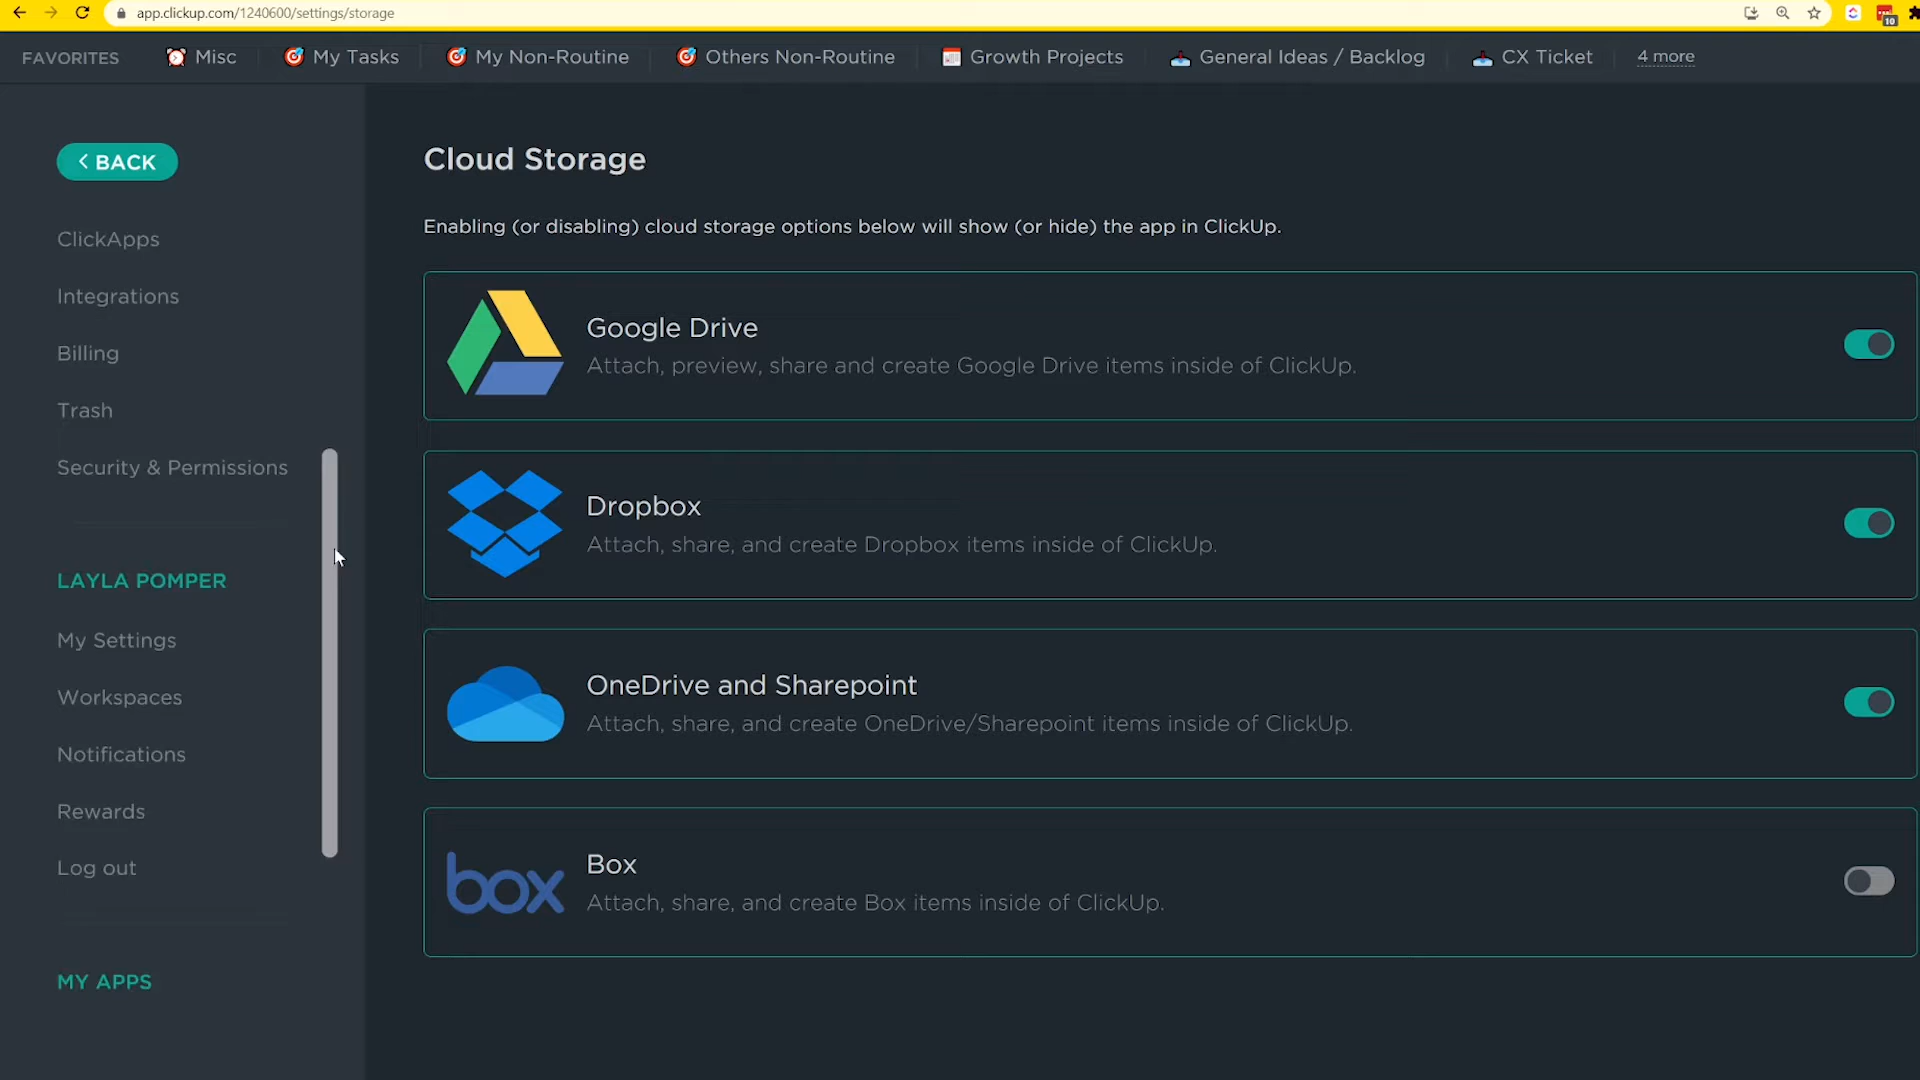 app.clickup.com/1240600/settings/storage
10
FAVORITES Misc My Tasks My Non-Routine Others Non-Routine Growth Projects General Ideas / Backlog CX Ticket 4 more
BACK
ClickApps
Integrations
Billing
Trash
Security & Permissions
LAYLA POMPER
My Settings
Workspaces
Notifications
Rewards
Log out
MY APPS
Cloud Storage
Enabling (or disabling) cloud storage options below will show (or hide) the app in ClickUp.
Google Drive
Attach, preview, share and create Google Drive items inside of ClickUp.
Dropbox
Attach, share, and create Dropbox items inside of ClickUp.
OneDrive and Sharepoint
Attach, share, and create OneDrive/Sharepoint items inside of ClickUp.
box
Box
Attach, share, and create Box items inside of ClickUp.